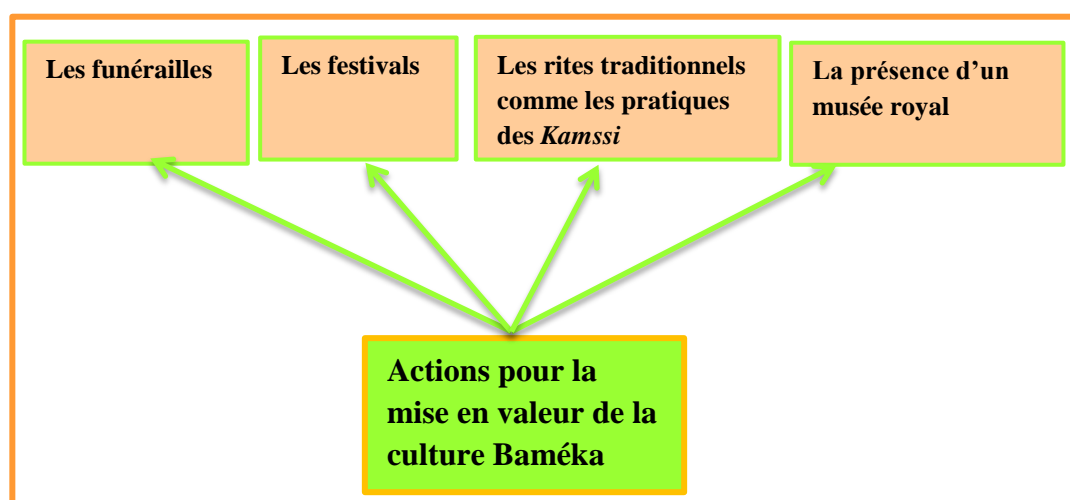 Les funérailles
Les festivals
Les rites traditionnels
comme les pratiques
des Kamssi
La présence d'un
musée royal
Actions pour la
mise en valeur de la
culture Baméka